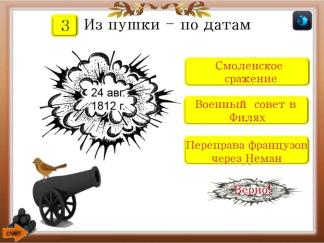 3 Из пушки – по датам
24 авг.
1812 г.
Смоленское
сражение
Военный совет в
Филях
Переправа французов
через Неман
Верно!
счет